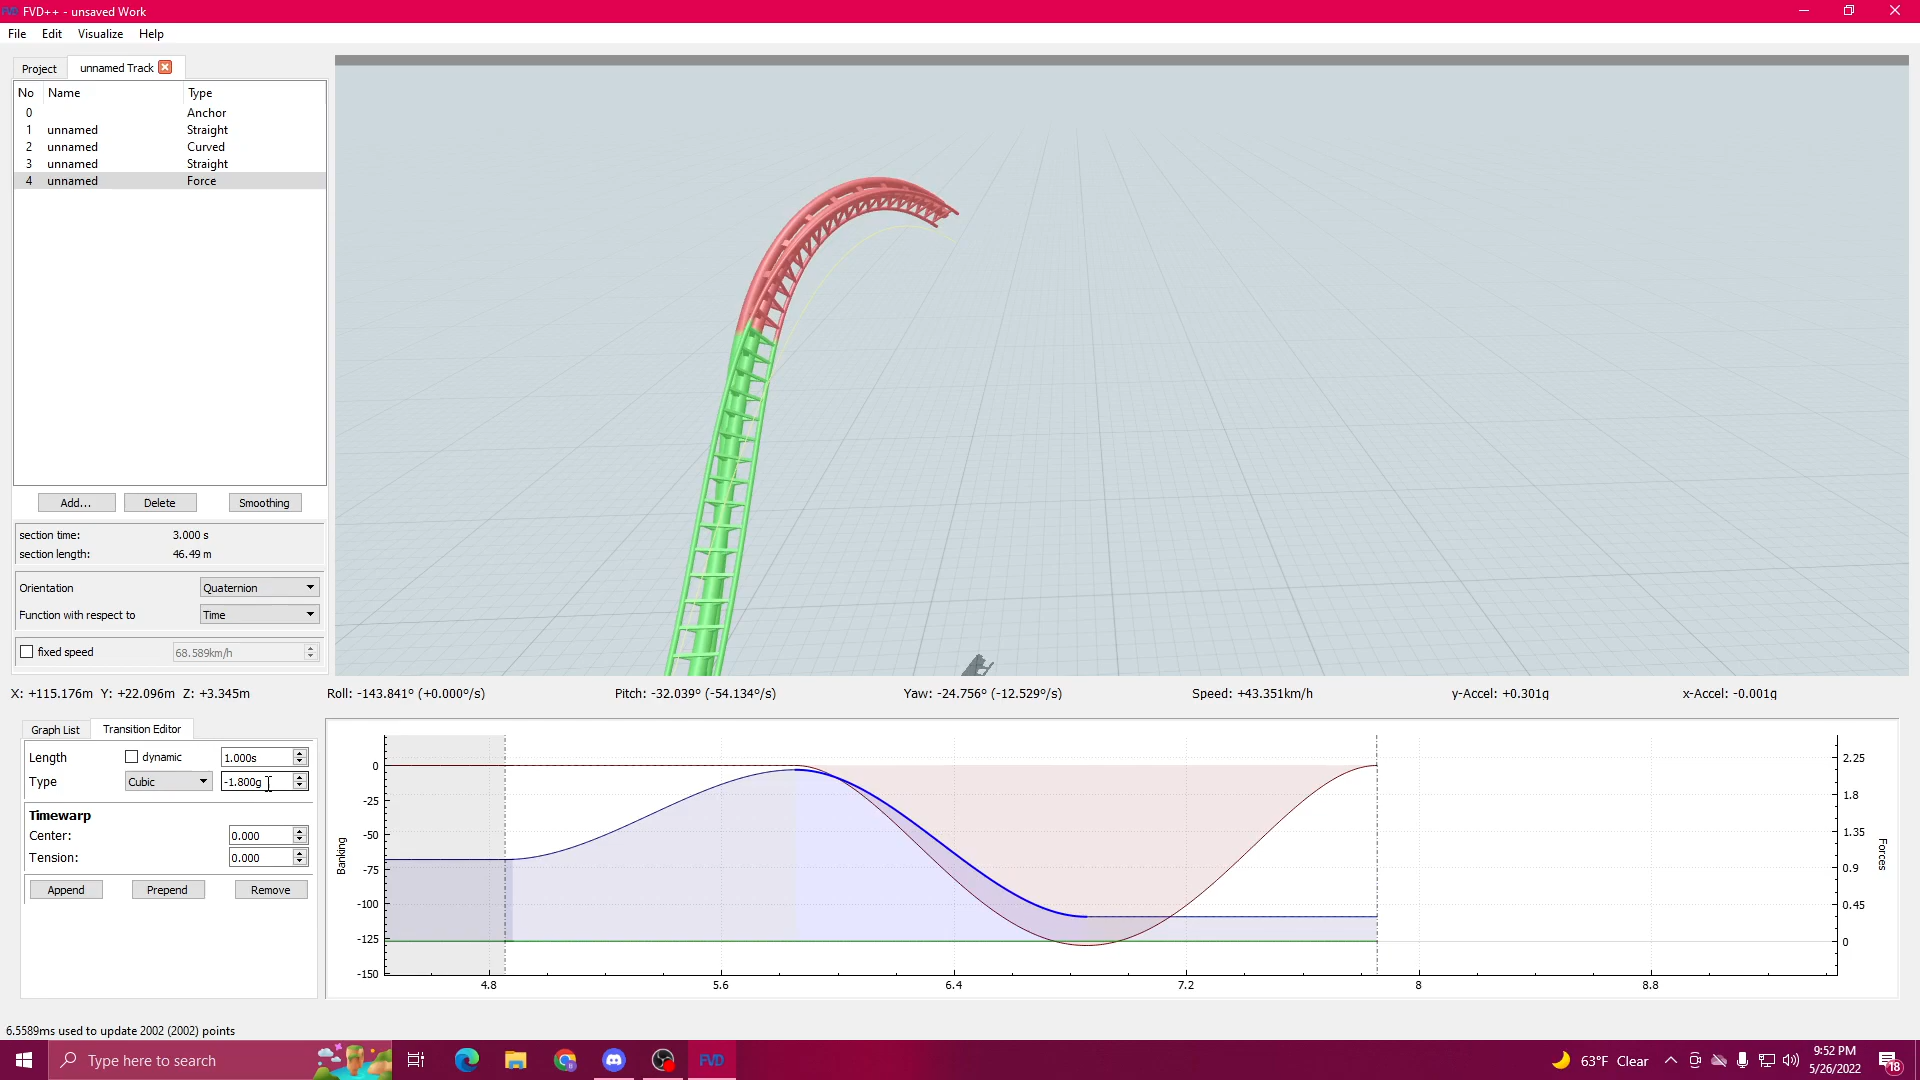 FVD++ - unsaved Work
File Edit Visualize Help
Project unnamed Track
No Name Type
0 Anchor
1 unnamed Straight
2 unnamed Curved
3 unnamed Straight
4 unnamed Force
Add... Delete Smoothing
section time: 3.000 s
section length: 46.49 m
Orientation Quaternion
Function with respect to Time
fixed speed 68.589km/h
X: +115.176m Y: +22.096m Z: +3.345m Roll: -143.841° (+0.000°/s) Pitch: -32.039° (-54.134°/s) Yaw: -24.756° (-12.529°/s) Speed: +43.351km/h y-Accel: +0.301g x-Accel: -0.001g
Graph List Transition Editor
Length dynamic 1.000s
Type Cubic -1.800g
Timewarp
Center: 0.000
Tension: 0.000
Append Prepend Remove
Banking
0
-25
-50
-75
-100
-125
-150
4.8 5.6 6.4 7.2 8 8.8
2.25
1.8
1.35
0.9
0.45
0
Forces
6.5589ms used to update 2002 (2002) points
Type here to search
FVD
63°F Clear
9:52 PM
5/26/2022
18